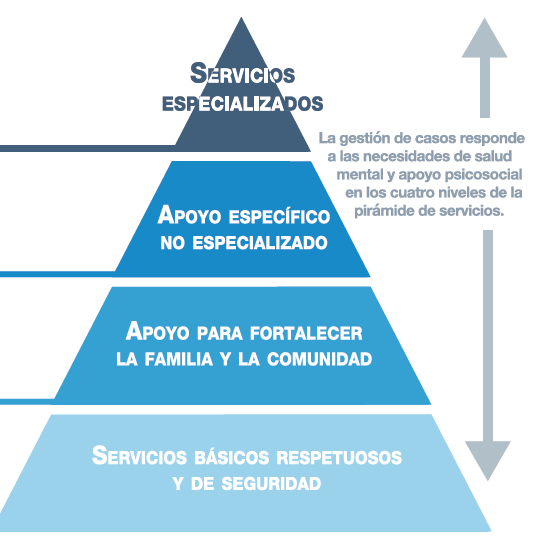 SERVICIOS
ESPECIALIZADOS
La gestión de casos responde
a las necesidades de salud
mental y apoyo psicosocial
en los cuatro niveles de la
pirámide de servicios.
APOYO ESPECÍFICO
NO ESPECIALIZADO
APOYO PARA FORTALECER
LA FAMILIA Y LA COMUNIDAD
SERVICIOS BÁSICOS RESPETUOSOS
Y DE SEGURIDAD